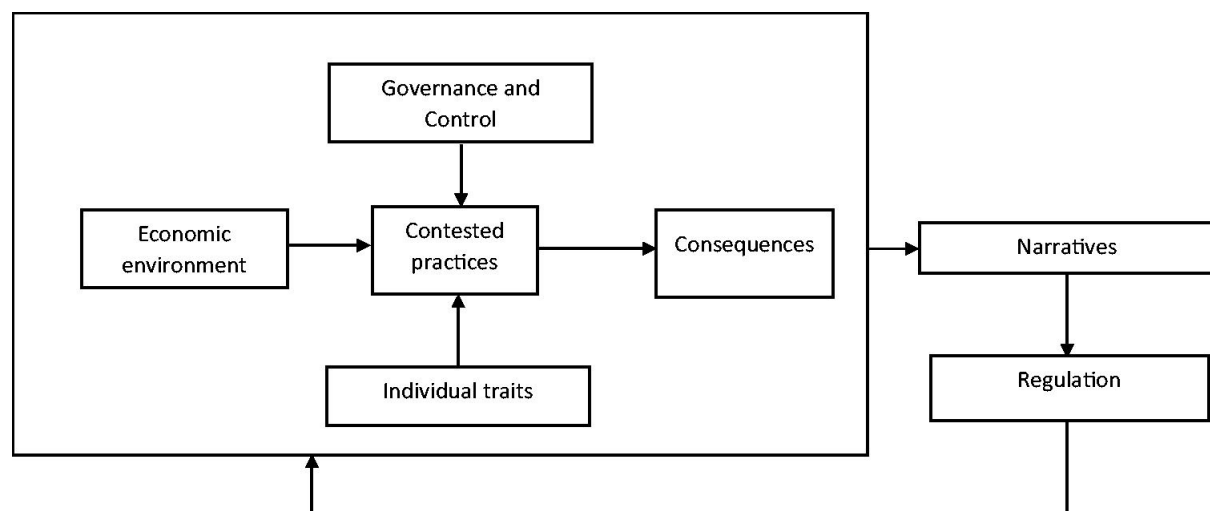 Governance and
Control
Economic
environment
Contested
practices
Consequences
Narratives
Individual traits
Regulation